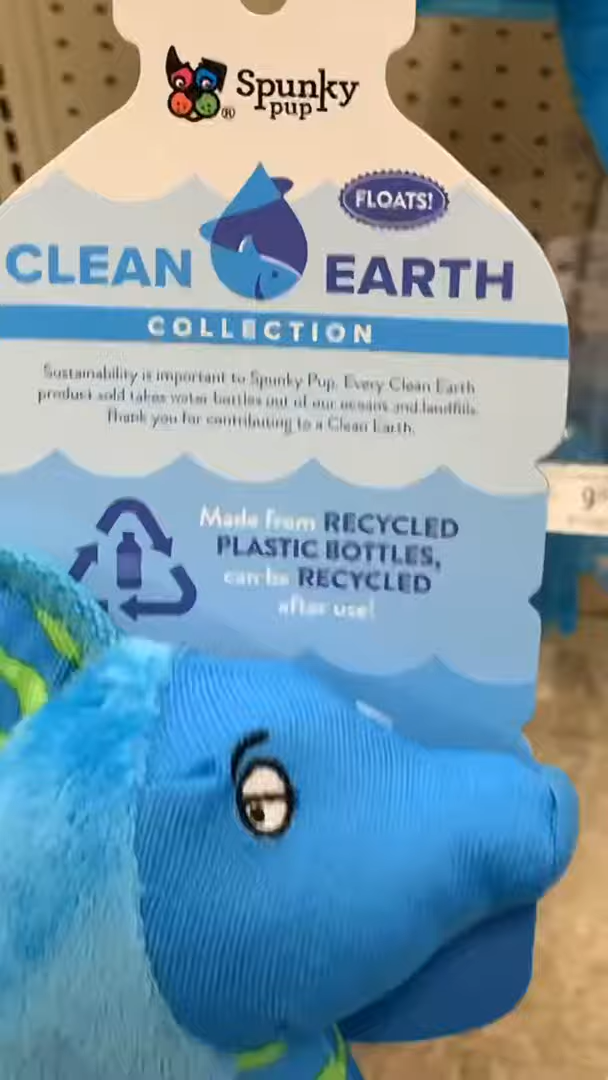 Spunky
pup
®
FLOATS!
CLEAN EARTH
COLLECTION
Sustainability is important to Spunky Pup. Every Clean Earth
product sold takes water bottles out of our oceans and landfills.
Thank you for contributing to a Clean Earth.
Made from RECYCLED
PLASTIC BOTTLES,
can be RECYCLED
after use!
9